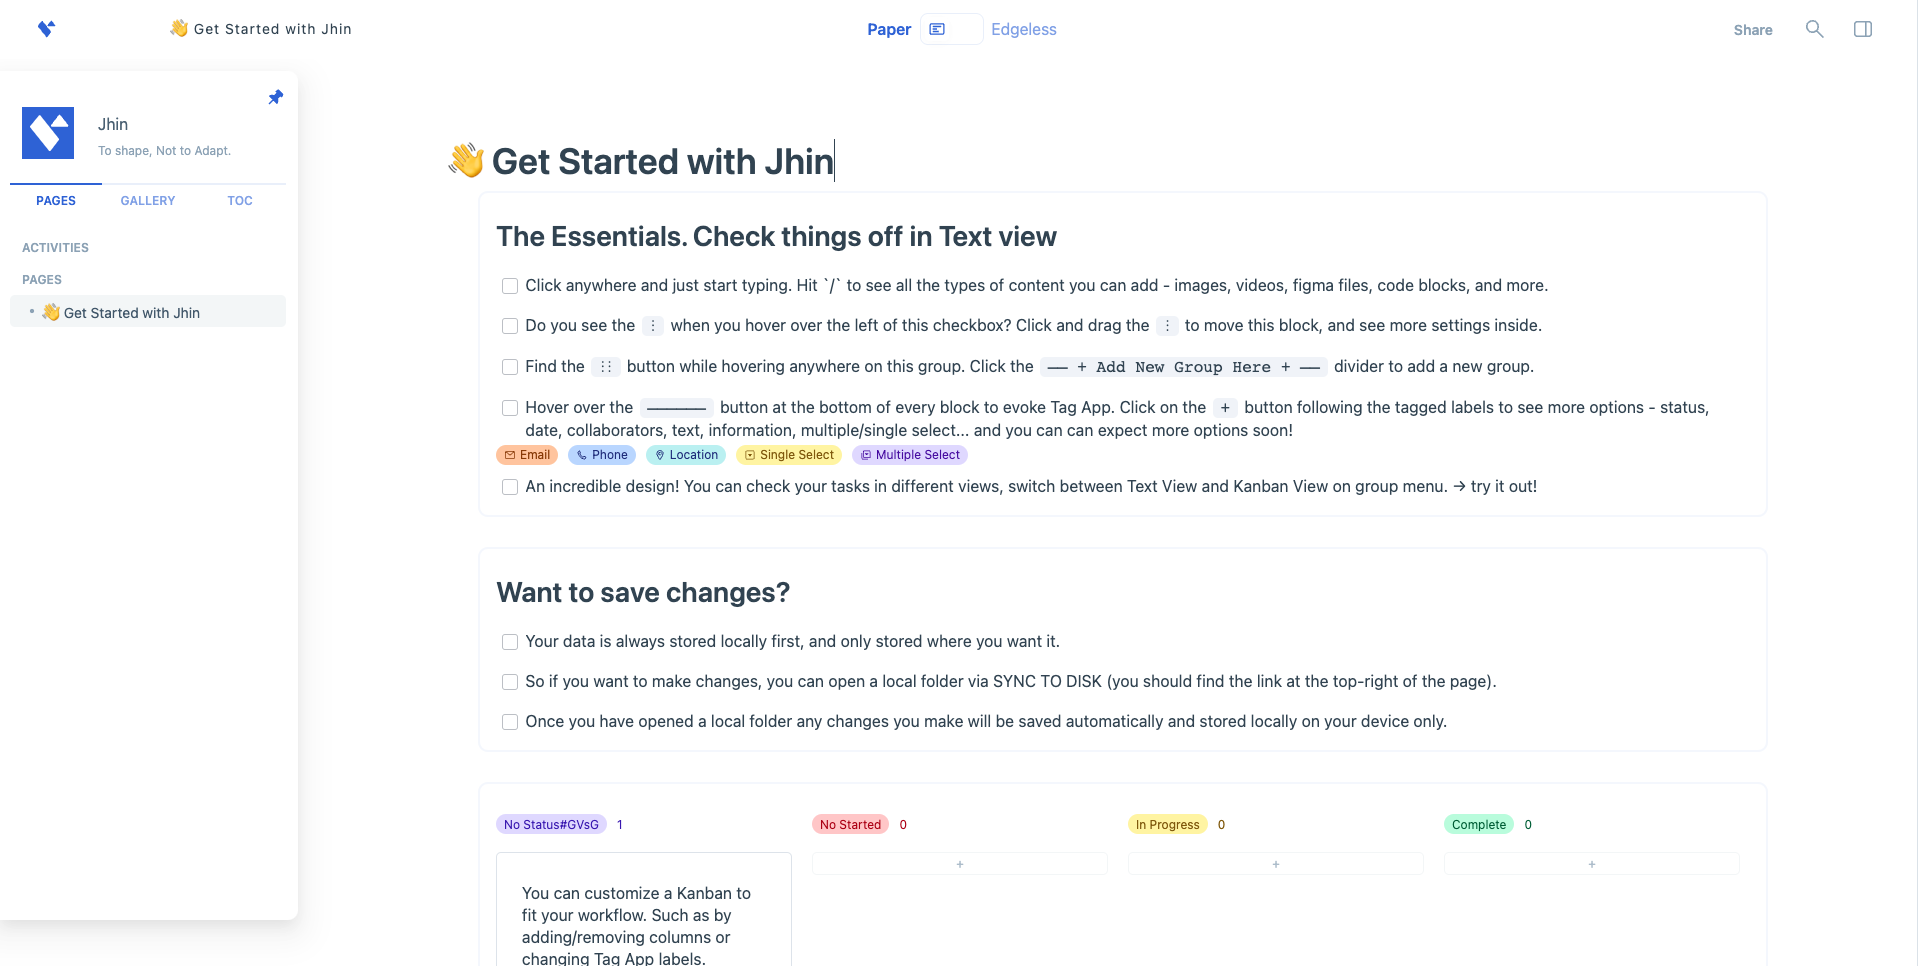 👋 Get Started with Jhin
Paper
Edgeless
Share
Jhin
To shape, Not to Adapt.
PAGES
GALLERY
TOC
ACTIVITIES
PAGES
• 👋 Get Started with Jhin
👋 Get Started with Jhin
The Essentials. Check things off in Text view
Click anywhere and just start typing. Hit `/` to see all the types of content you can add - images, videos, figma files, code blocks, and more.
Do you see the ⋮ when you hover over the left of this checkbox? Click and drag the ⋮ to move this block, and see more settings inside.
Find the ⋮⋮ button while hovering anywhere on this group. Click the —— + Add New Group Here + —— divider to add a new group.
Hover over the ——————— button at the bottom of every block to evoke Tag App. Click on the + button following the tagged labels to see more options - status,
date, collaborators, text, information, multiple/single select... and you can can expect more options soon!
Email Phone Location Single Select Multiple Select
An incredible design! You can check your tasks in different views, switch between Text View and Kanban View on group menu. → try it out!
Want to save changes?
Your data is always stored locally first, and only stored where you want it.
So if you want to make changes, you can open a local folder via SYNC TO DISK (you should find the link at the top-right of the page).
Once you have opened a local folder any changes you make will be saved automatically and stored locally on your device only.
No Status#GVsG 1
No Started 0
In Progress 0
Complete 0
+
+
+
You can customize a Kanban to
fit your workflow. Such as by
adding/removing columns or
changing Tag App labels.